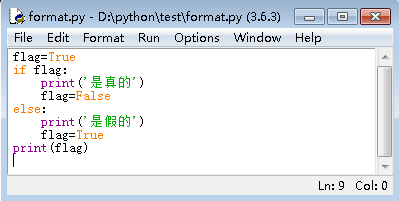 format.py - D:\python\test\format.py (3.6.3)
File Edit Format Run Options Window Help
flag=True
if flag:
    print('是真的')
    flag=False
else:
    print('是假的')
    flag=True
print(flag)
Ln: 9 Col: 0